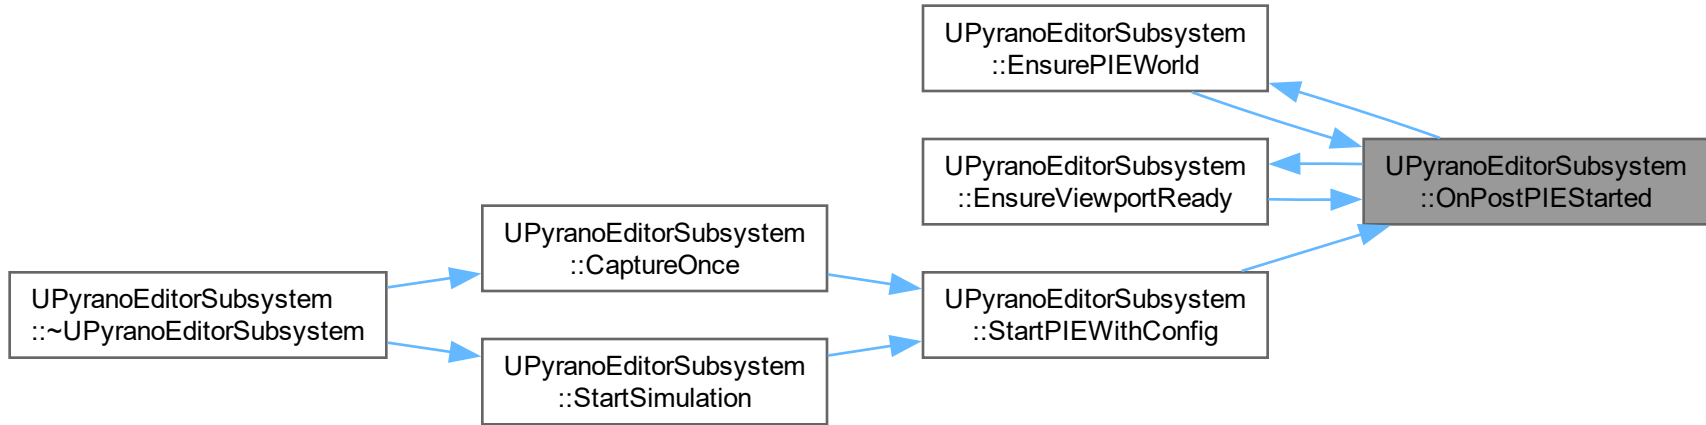 UPyranoEditorSubsystem
::EnsurePIEWorld
UPyranoEditorSubsystem
::EnsureViewportReady
UPyranoEditorSubsystem
::OnPostPIEStarted
UPyranoEditorSubsystem
::CaptureOnce
UPyranoEditorSubsystem
::~UPyranoEditorSubsystem
UPyranoEditorSubsystem
::StartPIEWithConfig
UPyranoEditorSubsystem
::StartSimulation